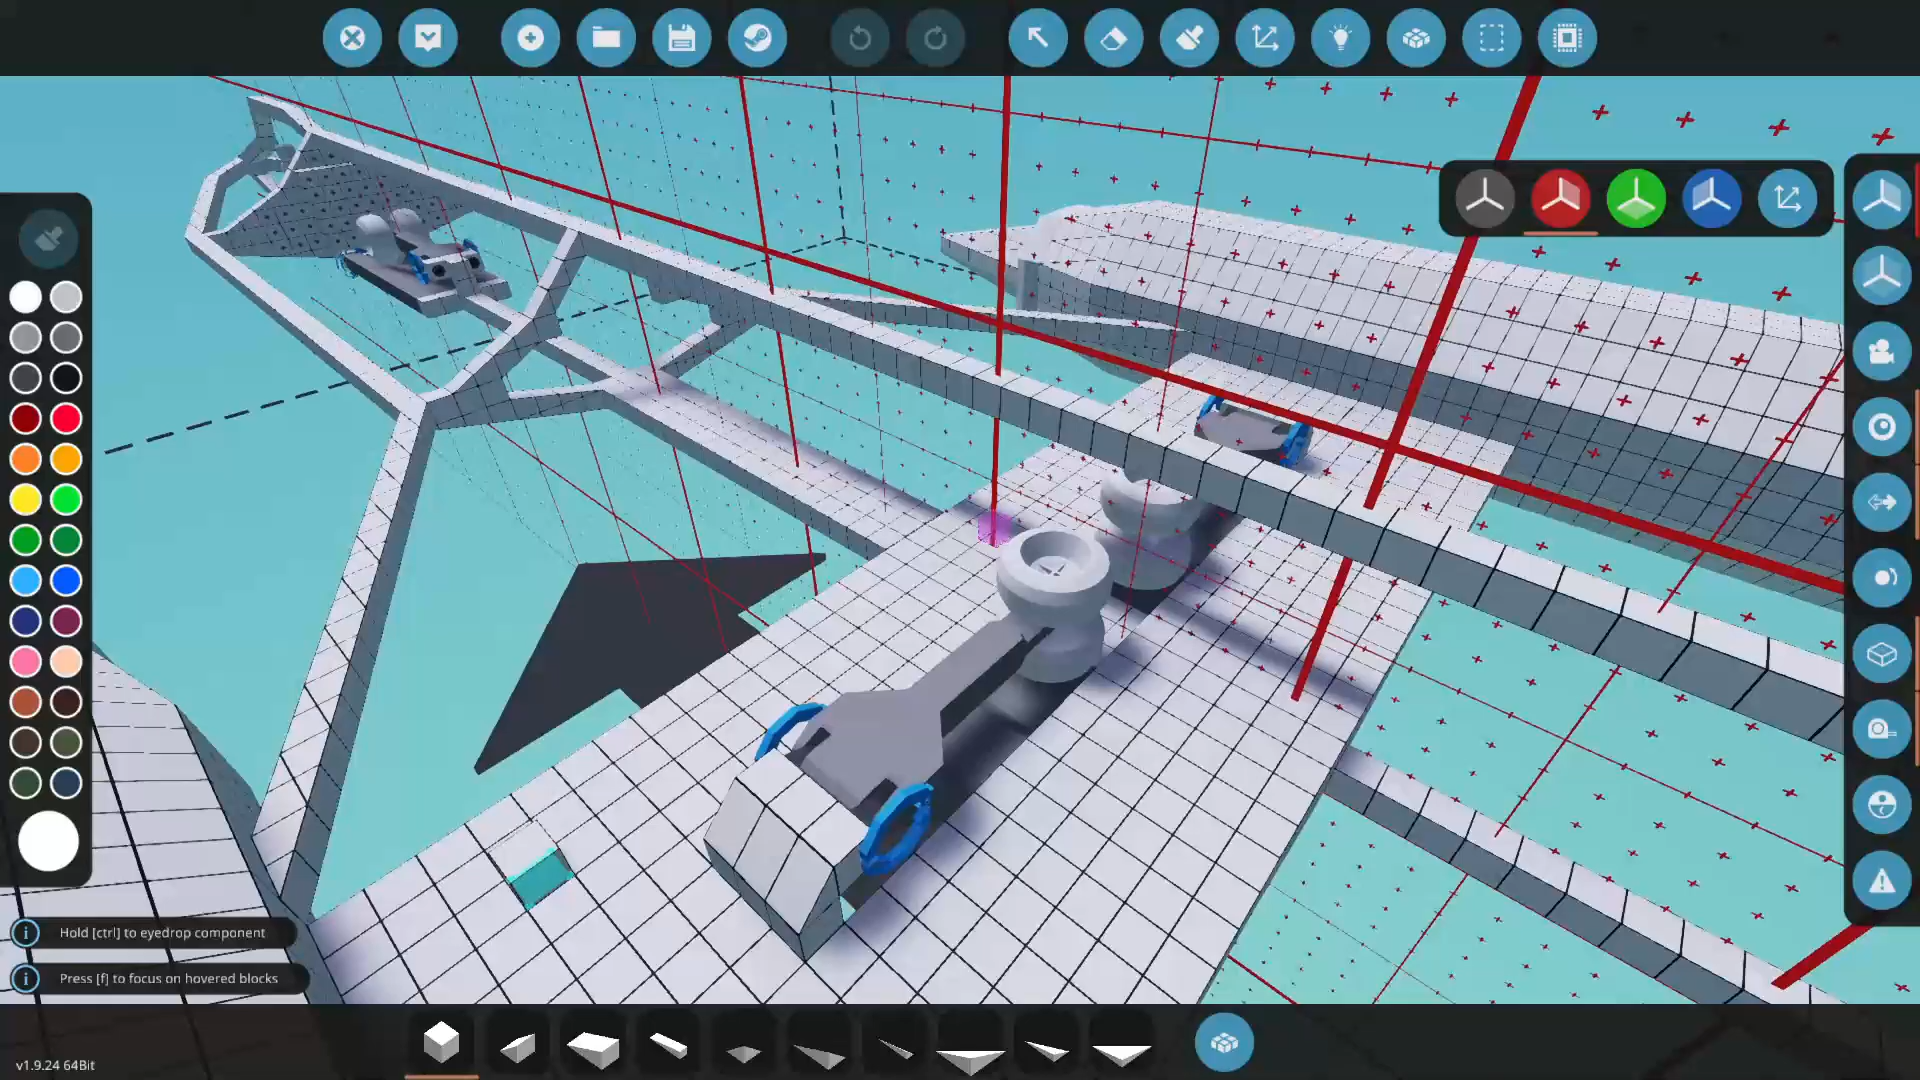 Hold [ctrl] to eyedrop component
Press [f] to focus on hovered blocks
v1.9.24 64Bit